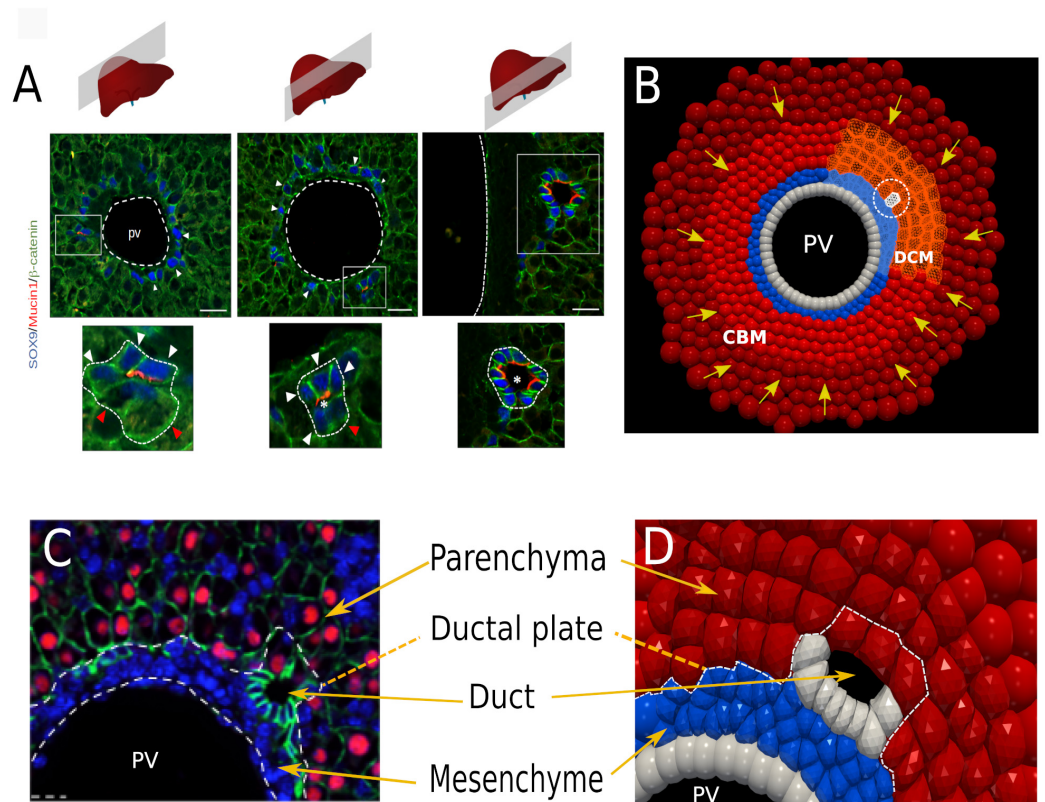 A
B
SOX9/Mucin1/β-catenin
pv
*
*
PV
DCM
CBM
C
D
Parenchyma
Ductal plate
Duct
Mesenchyme
PV
PV